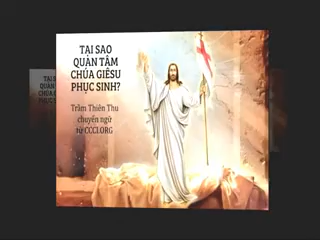 TẠI SAO
QUAN TÂM
CHÚA GIÊSU
PHỤC SINH?
Trầm Thiên Thu
chuyển ngữ
từ CCCI.ORG